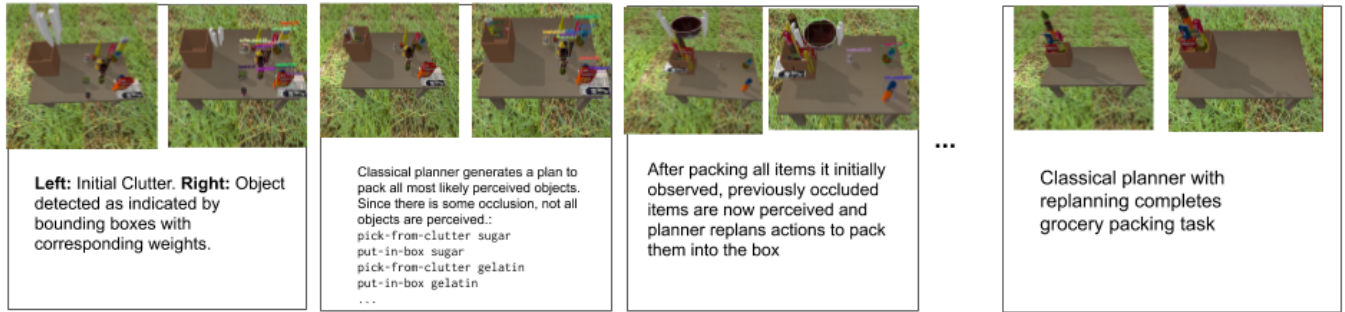 Left: Initial Clutter. Right: Object
detected as indicated by
bounding boxes with
corresponding weights.
Classical planner generates a plan to
pack all most likely perceived objects.
Since there is some occlusion, not all
objects are perceived.:
pick-from-clutter sugar
put-in-box sugar
pick-from-clutter gelatin
put-in-box gelatin
...
After packing all items it initially
observed, previously occluded
items are now perceived and
planner replans actions to pack
them into the box
...
Classical planner with
replanning completes
grocery packing task